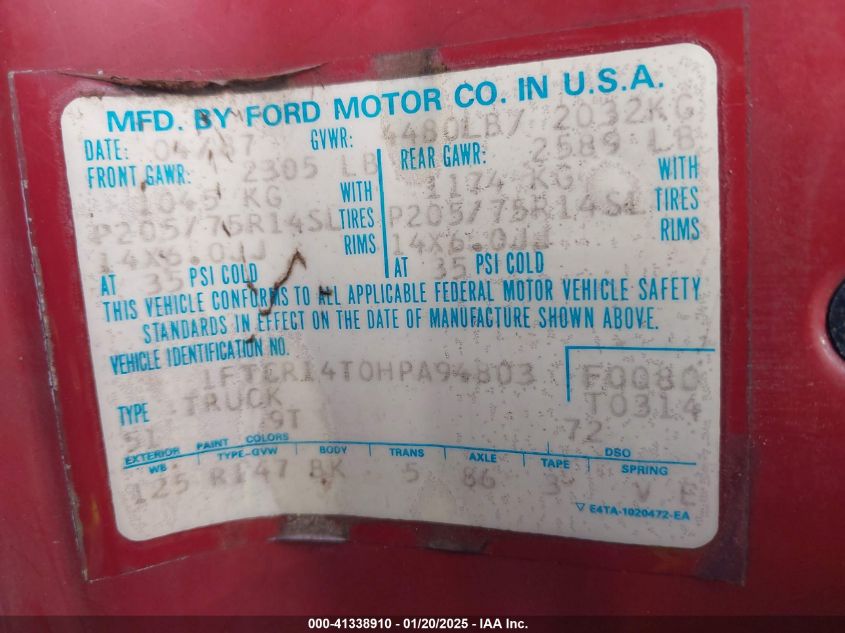 MFD. BY FORD MOTOR CO. IN U.S.A.
DATE: 04/87 GVWR: 4480LB/ 2032KG
FRONT GAWR: 2305 LB REAR GAWR: 2589 LB
1045 KG WITH 1174 KG WITH
P205/75R14SL TIRES P205/75R14SL TIRES
14X6.0JJ RIMS 14X6.0JJ RIMS
AT 35 PSI COLD AT 35 PSI COLD
THIS VEHICLE CONFORMS TO ALL APPLICABLE FEDERAL MOTOR VEHICLE SAFETY
STANDARDS IN EFFECT ON THE DATE OF MANUFACTURE SHOWN ABOVE.
VEHICLE IDENTIFICATION NO.
1FTCR14T0HPA94803 F0080
TYPE TRUCK T0314
9T 72
EXTERIOR PAINT COLORS DSO
WB TYPE-GVW BODY TRANS AXLE TAPE SPRING
125 R147 BK 5 86 3 V E
▽ E4TA-1020472-EA
000-41338910 - 01/20/2025 - IAA Inc.